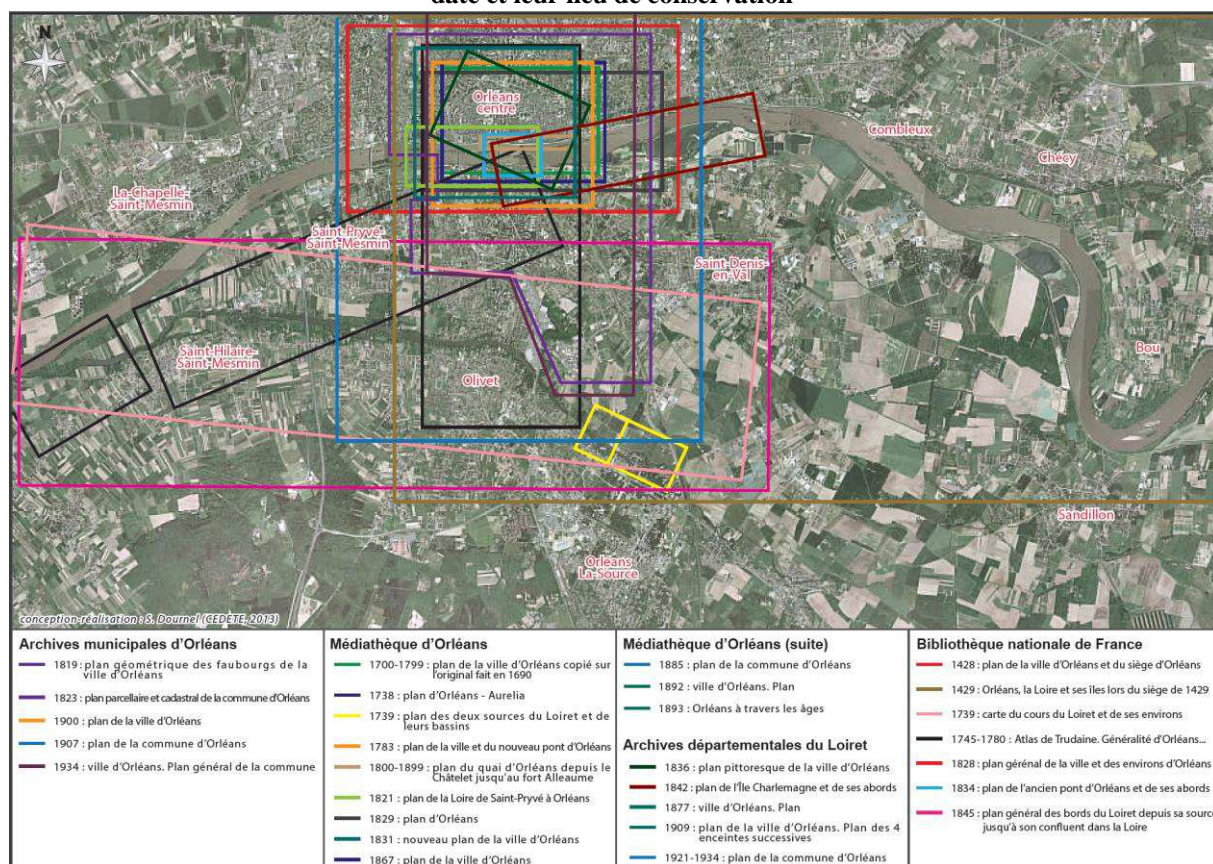 date et leur lieu de conservation
N
Orléans
centre
Combleux
Chécy
La-Chapelle-
Saint-Mesmin
Saint-Pryvé-
Saint-Mesmin
Saint-Denis-
en-Val
Saint-Hilaire-
Saint-Mesmin
Bou
Olivet
Sandillon
Orléans
La-Source
conception-réalisation : S. Dournel (CEDETE, 2013)
Archives municipales d'Orléans
1819 : plan géométrique des faubourgs de la
ville d'Orléans
1823 : plan parcellaire et cadastral de la commune d'Orléans
1900 : plan de la ville d'Orléans
1907 : plan de la commune d'Orléans
1934 : ville d'Orléans. Plan général de la commune
Médiathèque d'Orléans
1700-1799 : plan de la ville d'Orléans copié sur
l'original fait en 1690
1738 : plan d'Orléans - Aurelia
1739 : plan des deux sources du Loiret et de
leurs bassins
1783 : plan de la ville et du nouveau pont d'Orléans
1800-1899 : plan du quai d'Orléans depuis le
Châtelet jusqu'au fort Alleaume
1821 : plan de la Loire de Saint-Pryvé à Orléans
1829 : plan d'Orléans
1831 : nouveau plan de la ville d'Orléans
1867 : plan de la ville d'Orléans
Médiathèque d'Orléans (suite)
1885 : plan de la commune d'Orléans
1892 : ville d'Orléans. Plan
1893 : Orléans à travers les âges
Archives départementales du Loiret
1836 : plan pittoresque de la ville d'Orléans
1842 : plan de l'Île Charlemagne et de ses abords
1877 : ville d'Orléans. Plan
1909 : plan de la ville d'Orléans. Plan des 4
enceintes successives
1921-1934 : plan de la commune d'Orléans
Bibliothèque nationale de France
1428 : plan de la ville d'Orléans et du siège d'Orléans
1429 : Orléans, la Loire et ses îles lors du siège de 1429
1739 : carte du cours du Loiret et de ses environs
1745-1780 : Atlas de Trudaine. Généralité d'Orléans...
1828 : plan gérénal de la ville et des environs d'Orléans
1834 : plan de l'ancien pont d'Orléans et de ses abords
1845 : plan général des bords du Loiret depuis sa source
jusqu'à son confluent dans la Loire